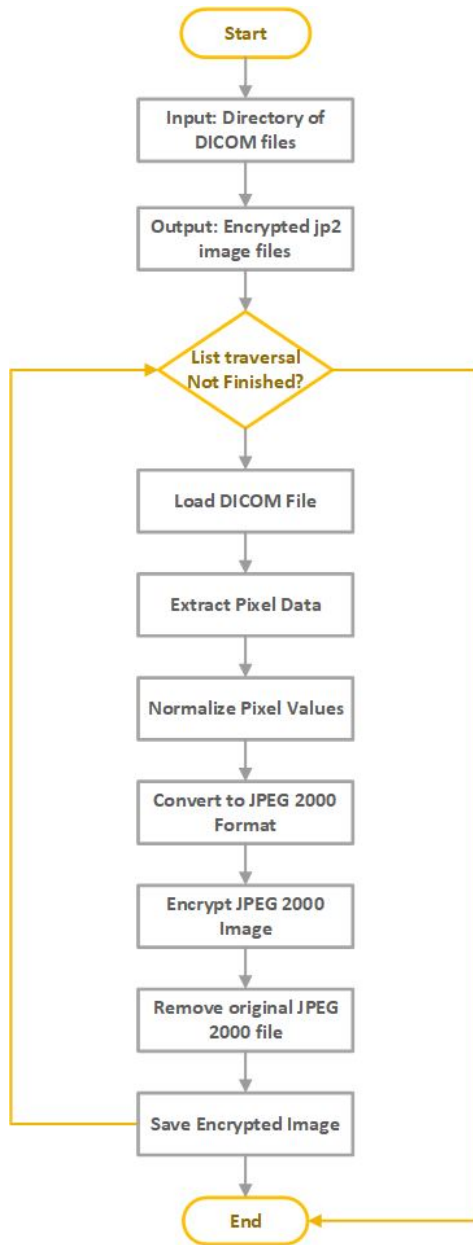 Start
Input: Directory of
DICOM files
Output: Encrypted jp2
image files
List traversal
Not Finished?
Load DICOM File
Extract Pixel Data
Normalize Pixel Values
Convert to JPEG 2000
Format
Encrypt JPEG 2000
Image
Remove original JPEG
2000 file
Save Encrypted Image
End